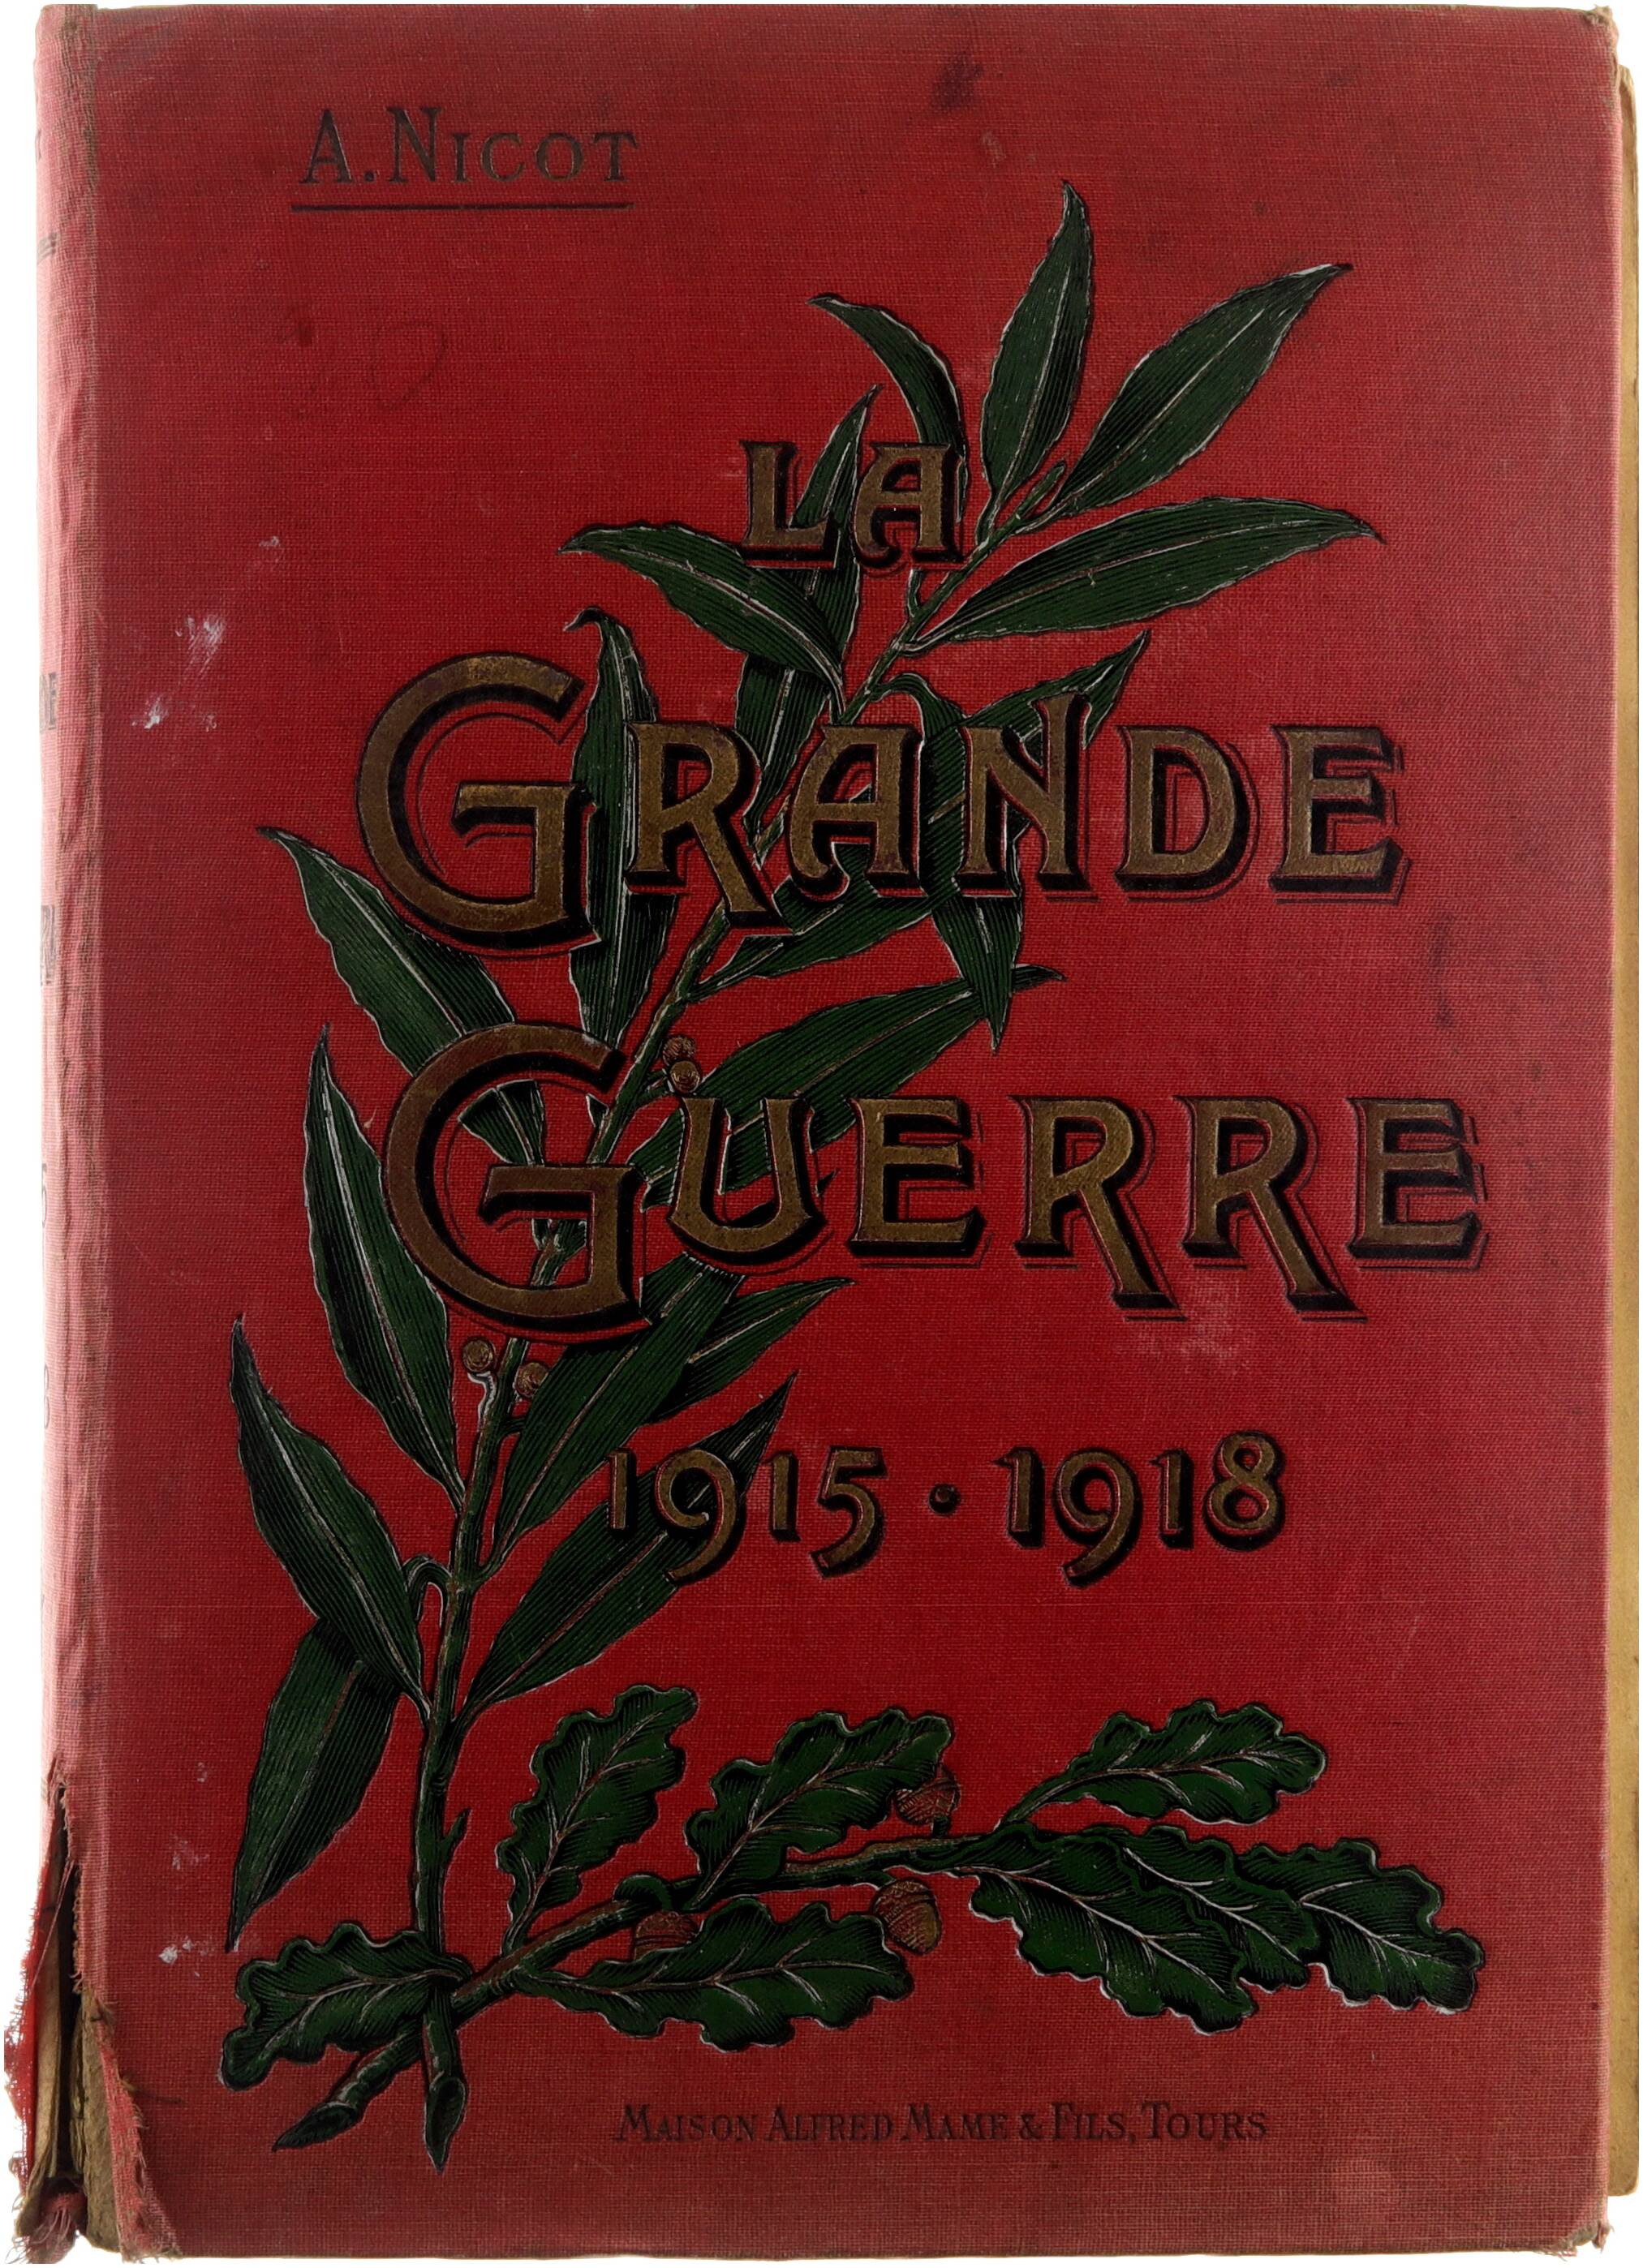 A. NICOT
LA
GRANDE
GUERRE
1915 · 1918
MAISON ALFRED MAME & FILS, TOURS